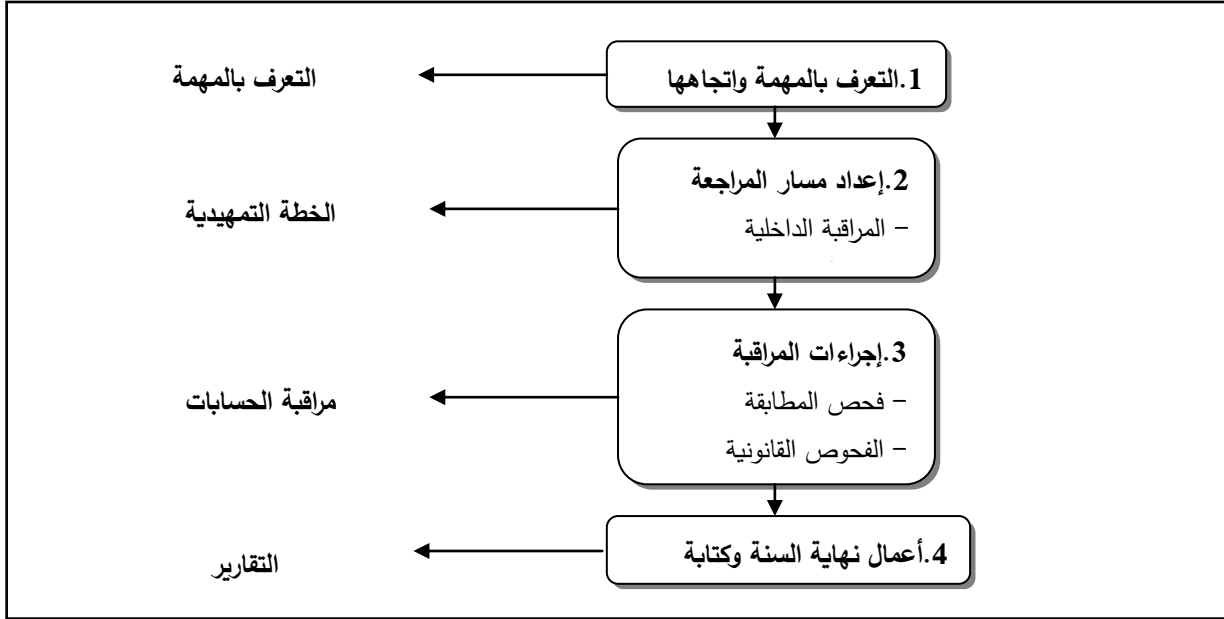 1.التعرف بالمهمة واتجاهها
التعرف بالمهمة
2.إعداد مسار المراجعة
– المراقبة الداخلية
الخطة التمهيدية
3.إجراءات المراقبة
– فحص المطابقة
– الفحوص القانونية
مراقبة الحسابات
4.أعمال نهاية السنة وكتابة
التقارير